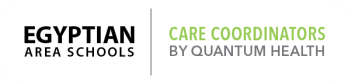 EGYPTIAN
AREA SCHOOLS
CARE COORDINATORS
BY QUANTUM HEALTH